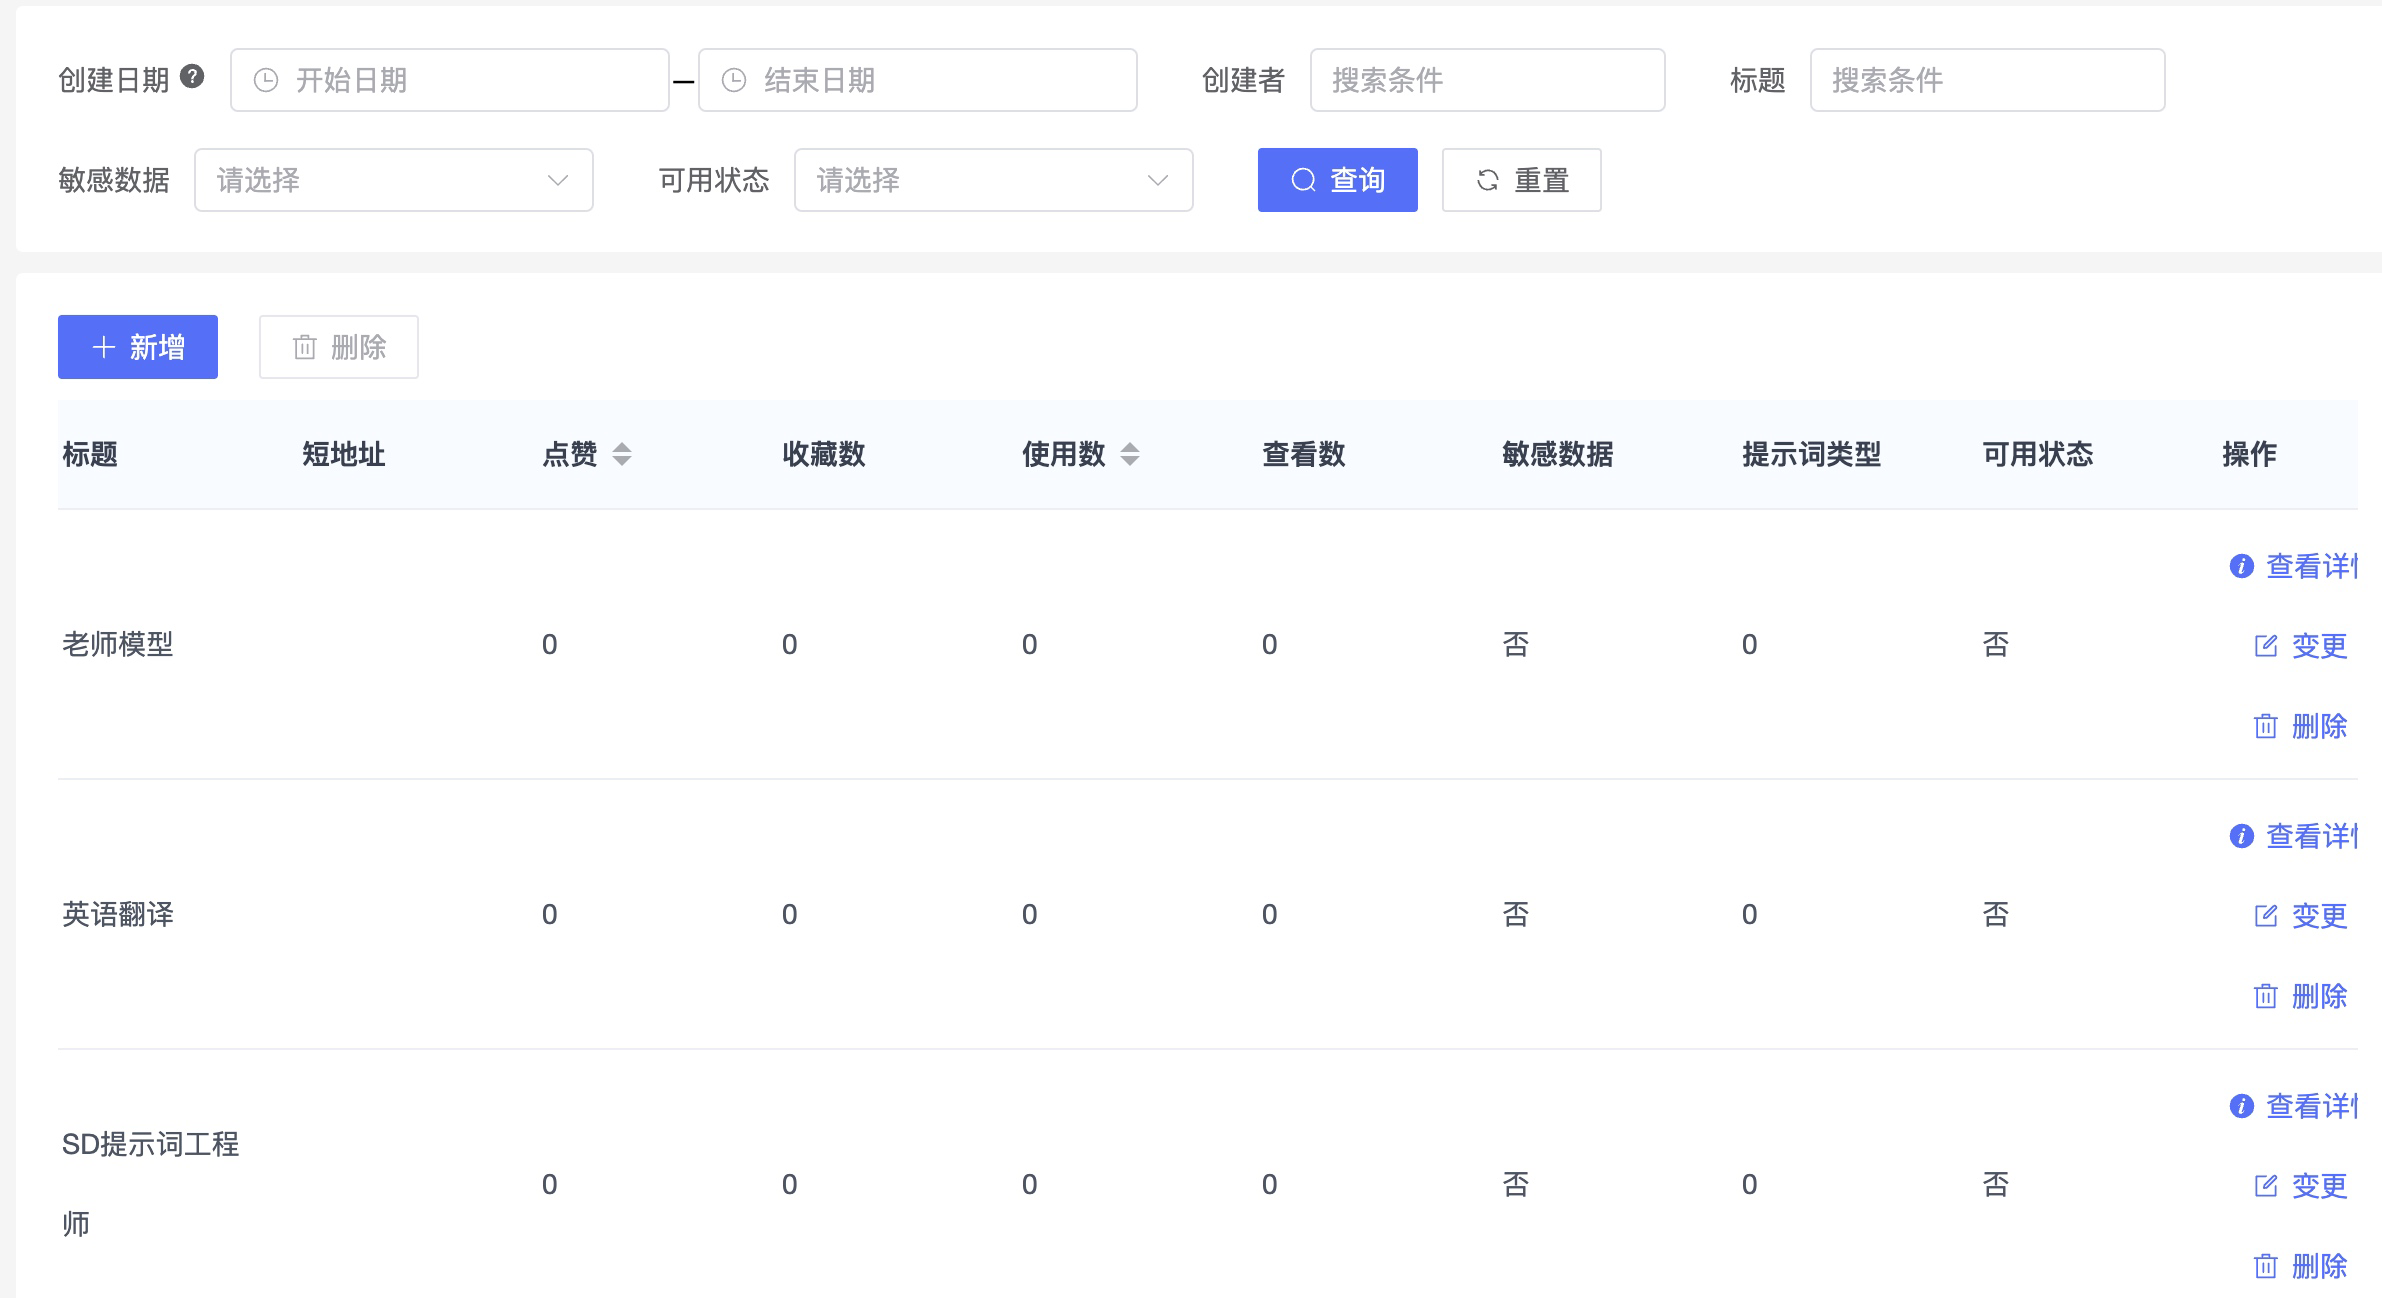 创建日期 开始日期 – 结束日期 创建者 搜索条件 标题 搜索条件
敏感数据 请选择 可用状态 请选择 查询 重置
新增 删除
标题 短地址 点赞 收藏数 使用数 查看数 敏感数据 提示词类型 可用状态 操作
查看详
老师模型 0 0 0 0 否 0 否 变更
删除
查看详
英语翻译 0 0 0 0 否 0 否 变更
删除
查看详
SD提示词工程
师 0 0 0 0 否 0 否 变更
删除